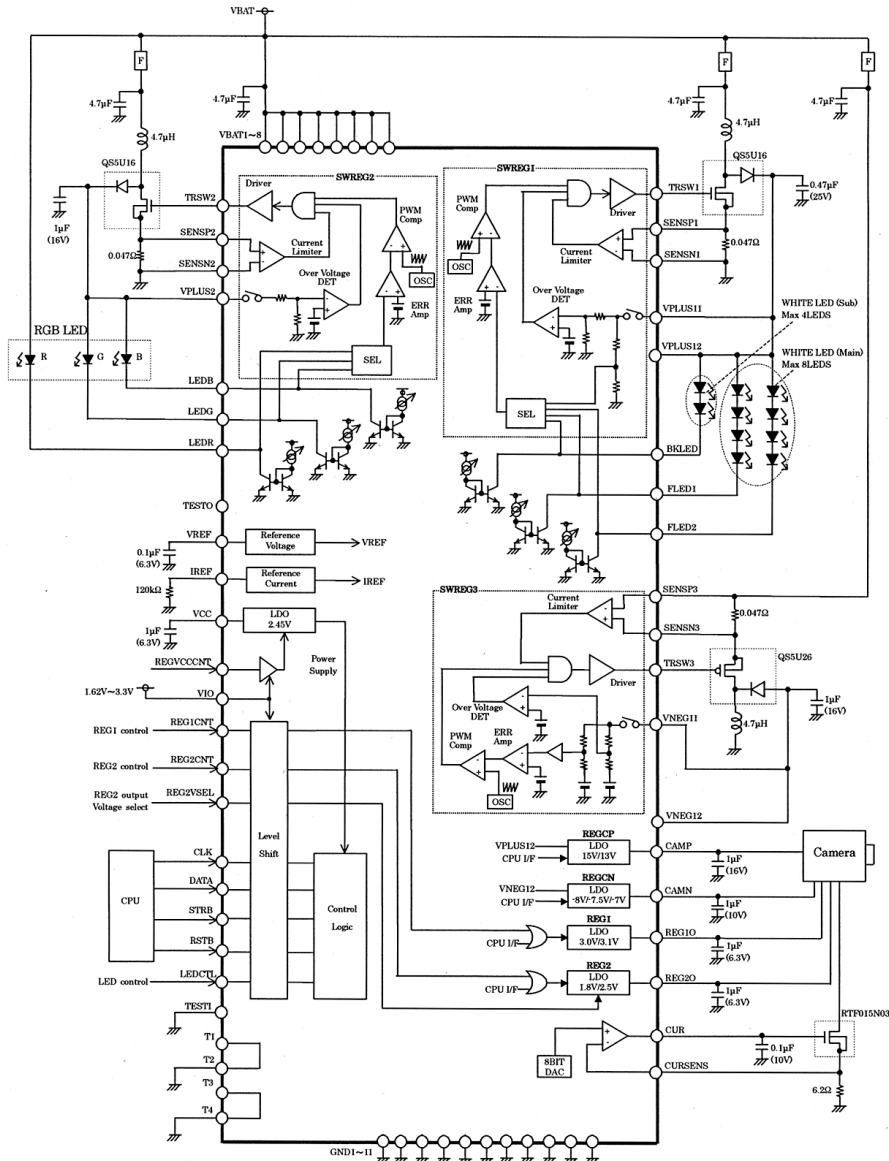 VBAT
F
F
F
4.7µF
4.7µF
4.7µF
4.7µF
4.7µH
4.7µH
VBAT1~8
QS5U16
SWREG2
SWREG1
QS5U16
TRSW2
Driver
PWM
Comp
PWM
Comp
Driver
TRSW1
0.47µF
(25V)
1µF
(16V)
SENSP2
SENSP1
0.047Ω
Current
Limiter
OSC
OSC
Current
Limiter
0.047Ω
SENSN2
SENSN1
Over Voltage
DET
ERR
Amp
ERR
Amp
Over Voltage
DET
VPLUS2
VPLUS11
WHITE LED (Sub)
Max 4LEDS
RGB LED
R
G
B
SEL
VPLUS12
WHITE LED (Main)
Max 8LEDS
LEDB
SEL
LEDG
LEDR
BKLED
FLED1
TESTO
FLED2
VREF
0.1µF
(6.3V)
Reference
Voltage
VREF
IREF
120kΩ
Reference
Current
IREF
SWREG3
Current
Limiter
SENSP3
0.047Ω
VCC
1µF
(6.3V)
LDO
2.45V
SENSN3
QS5U26
REGVCCCNT
Power
Supply
Driver
TRSW3
1.62V~3.3V
VIO
Over Voltage
DET
1µF
(16V)
VNEG11
4.7µH
REG1 control
REG1CNT
PWM
Comp
ERR
Amp
REG2 control
REG2CNT
OSC
REG2 output
Voltage select
REG2VSEL
VNEG12
Level
Shift
REGCP
VPLUS12
CPU I/F
LDO
15V/13V
CAMP
1µF
(16V)
Camera
CPU
CLK
DATA
STRB
RSTB
Control
Logic
REGCN
VNEG12
CPU I/F
LDO
-8V/-7.5V/-7V
CAMN
1µF
(10V)
REG1
CPU I/F
LDO
3.0V/3.1V
REG1O
1µF
(6.3V)
LED control
LEDCTL
REG2
CPU I/F
LDO
1.8V/2.5V
REG2O
1µF
(6.3V)
TESTI
RTF015N03
T1
8BIT
DAC
CUR
0.1µF
(10V)
T2
CURSENS
T3
6.2Ω
T4
GND1~11